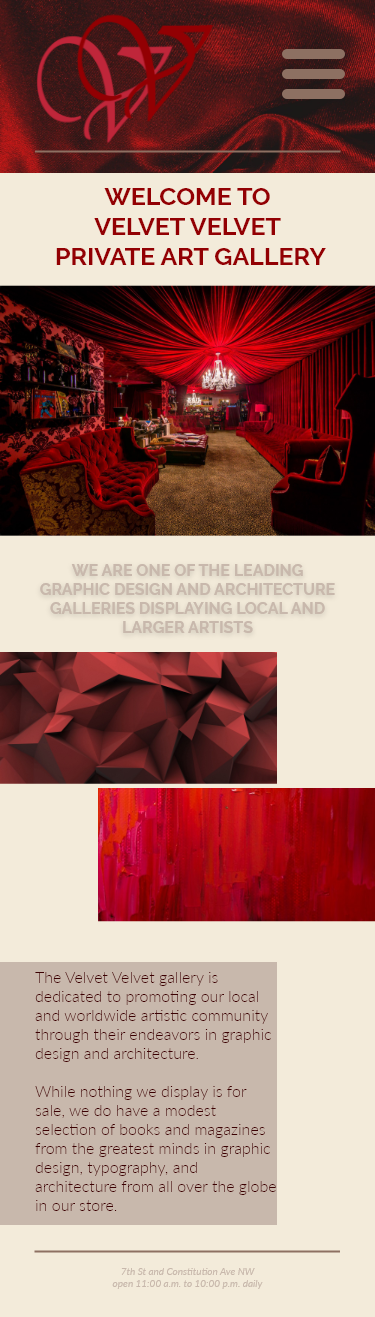 WELCOME TO
VELVET VELVET
PRIVATE ART GALLERY
WE ARE ONE OF THE LEADING
GRAPHIC DESIGN AND ARCHITECTURE
GALLERIES DISPLAYING LOCAL AND
LARGER ARTISTS
The Velvet Velvet gallery is
dedicated to promoting our local
and worldwide artistic community
through their endeavors in graphic
design and architecture.
While nothing we display is for
sale, we do have a modest
selection of books and magazines
from the greatest minds in graphic
design, typography, and
architecture from all over the globe
in our store.
7th St and Constitution Ave NW
open 11:00 a.m. to 10:00 p.m. daily